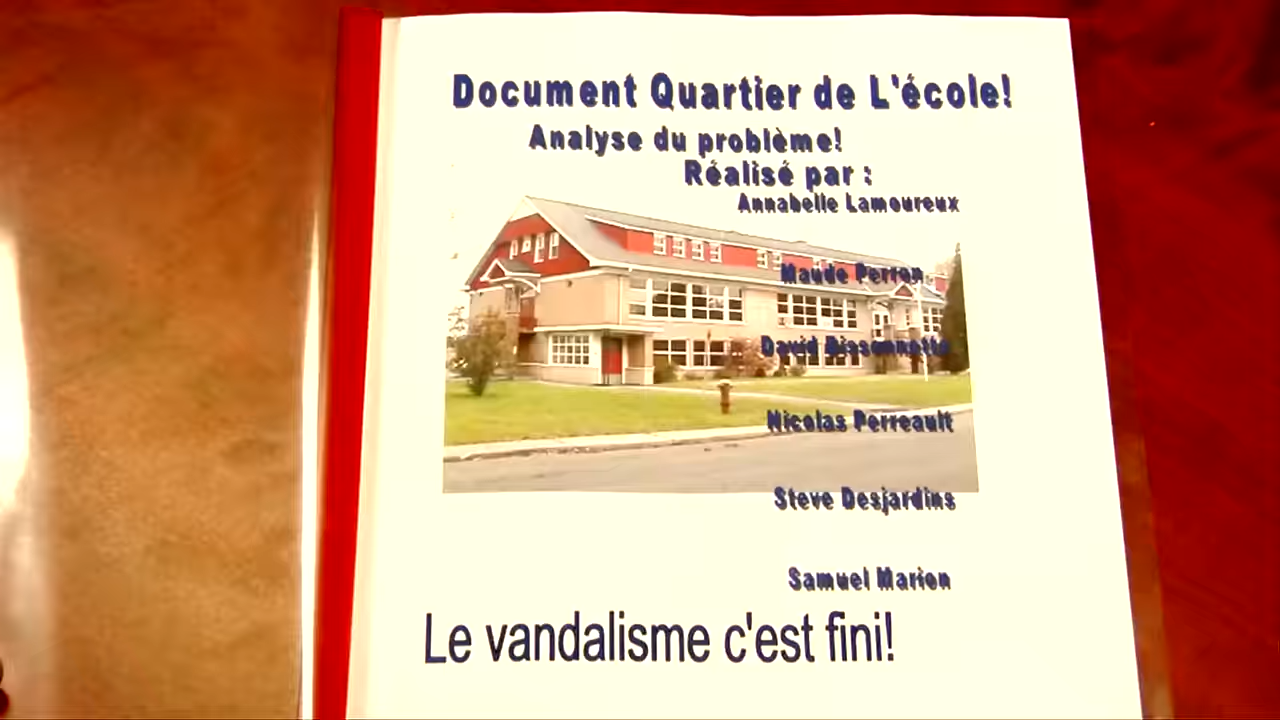 Document Quartier de L'école!
Analyse du problème!
Réalisé par :
Annabelle Lamoureux
Maude Perron
David Bissonnette
Nicolas Perreault
Steve Desjardins
Samuel Marion
Le vandalisme c'est fini!